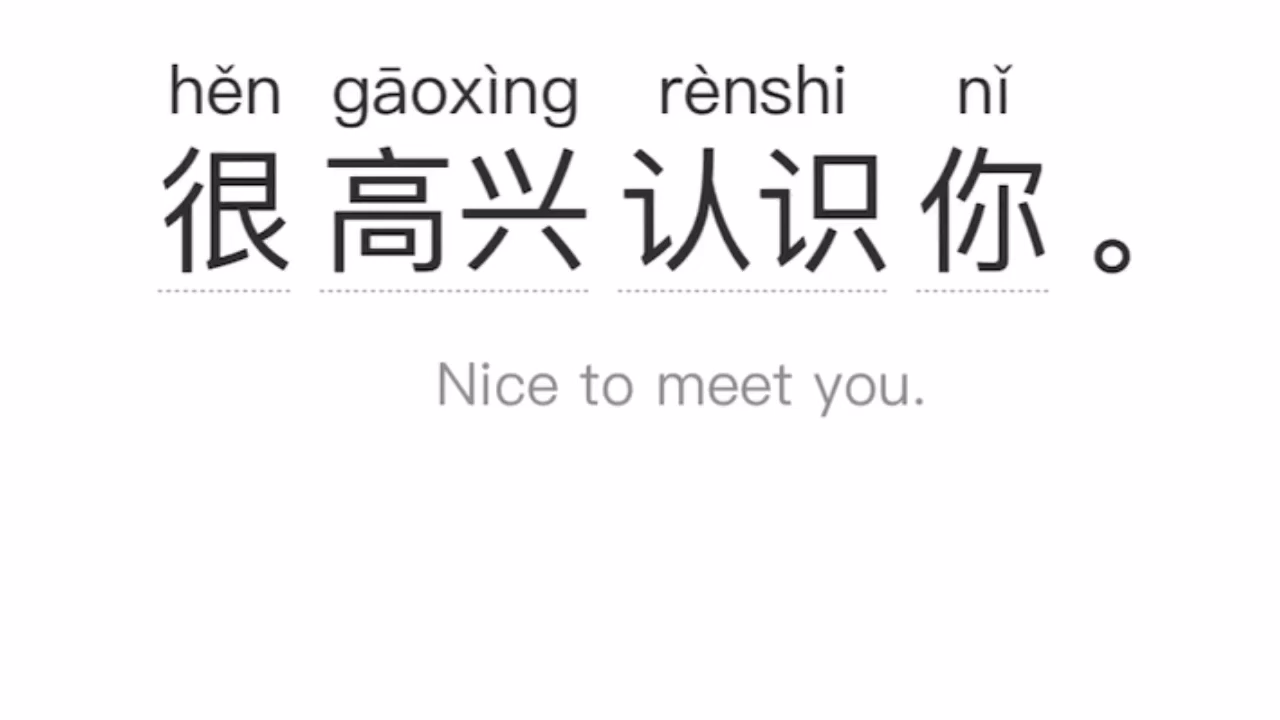 hěn gāoxìng rènshi nǐ
很 高兴 认识 你 。
Nice to meet you.